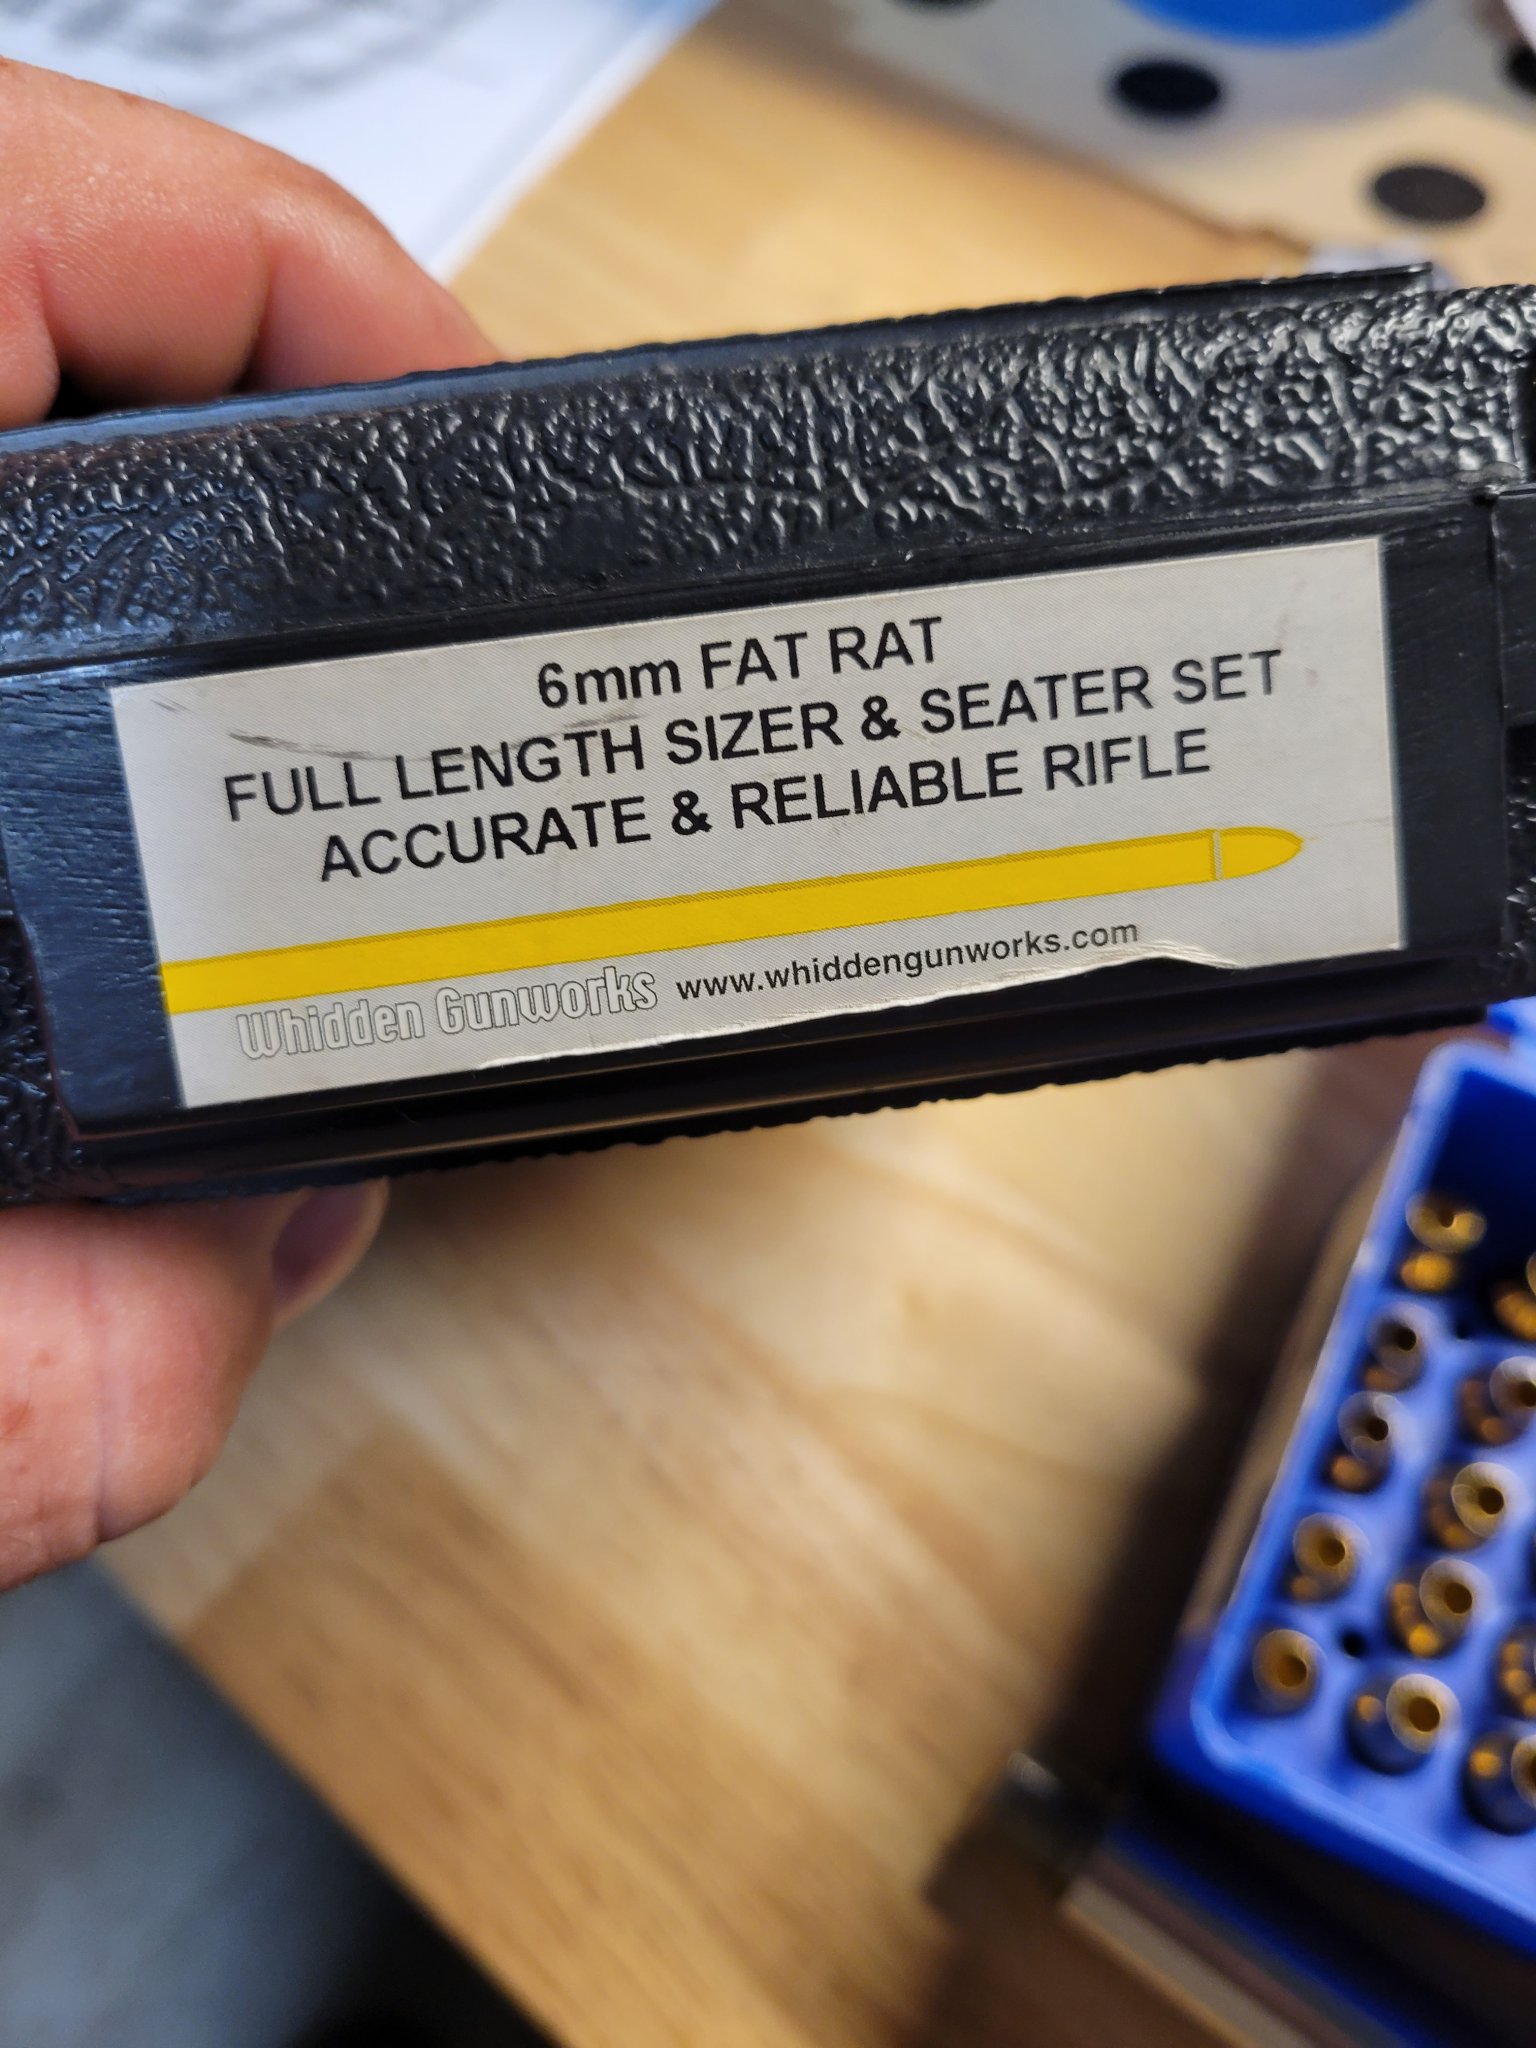 6mm FAT RAT
FULL LENGTH SIZER & SEATER SET
ACCURATE & RELIABLE RIFLE
Whidden Gunworks www.whiddengunworks.com